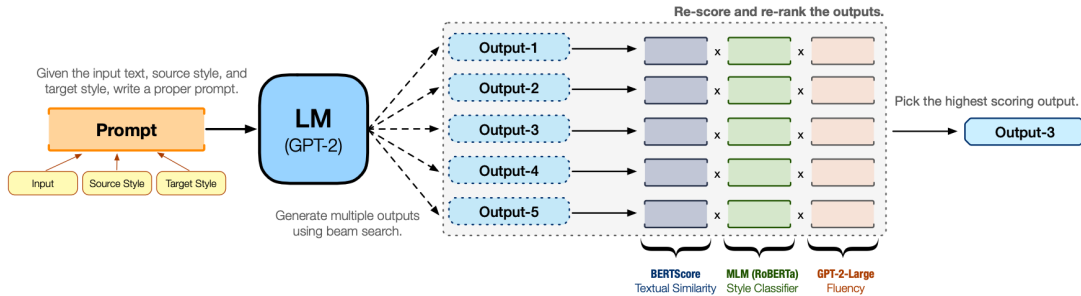 Re-score and re-rank the outputs.
Given the input text, source style, and
target style, write a proper prompt.
Prompt
Input
Source Style
Target Style
LM
(GPT-2)
Generate multiple outputs
using beam search.
Output-1
x
x
Output-2
x
x
Output-3
x
x
Output-4
x
x
Output-5
x
x
BERTScore
Textual Similarity
MLM (RoBERTa)
Style Classifier
GPT-2-Large
Fluency
Pick the highest scoring output.
Output-3